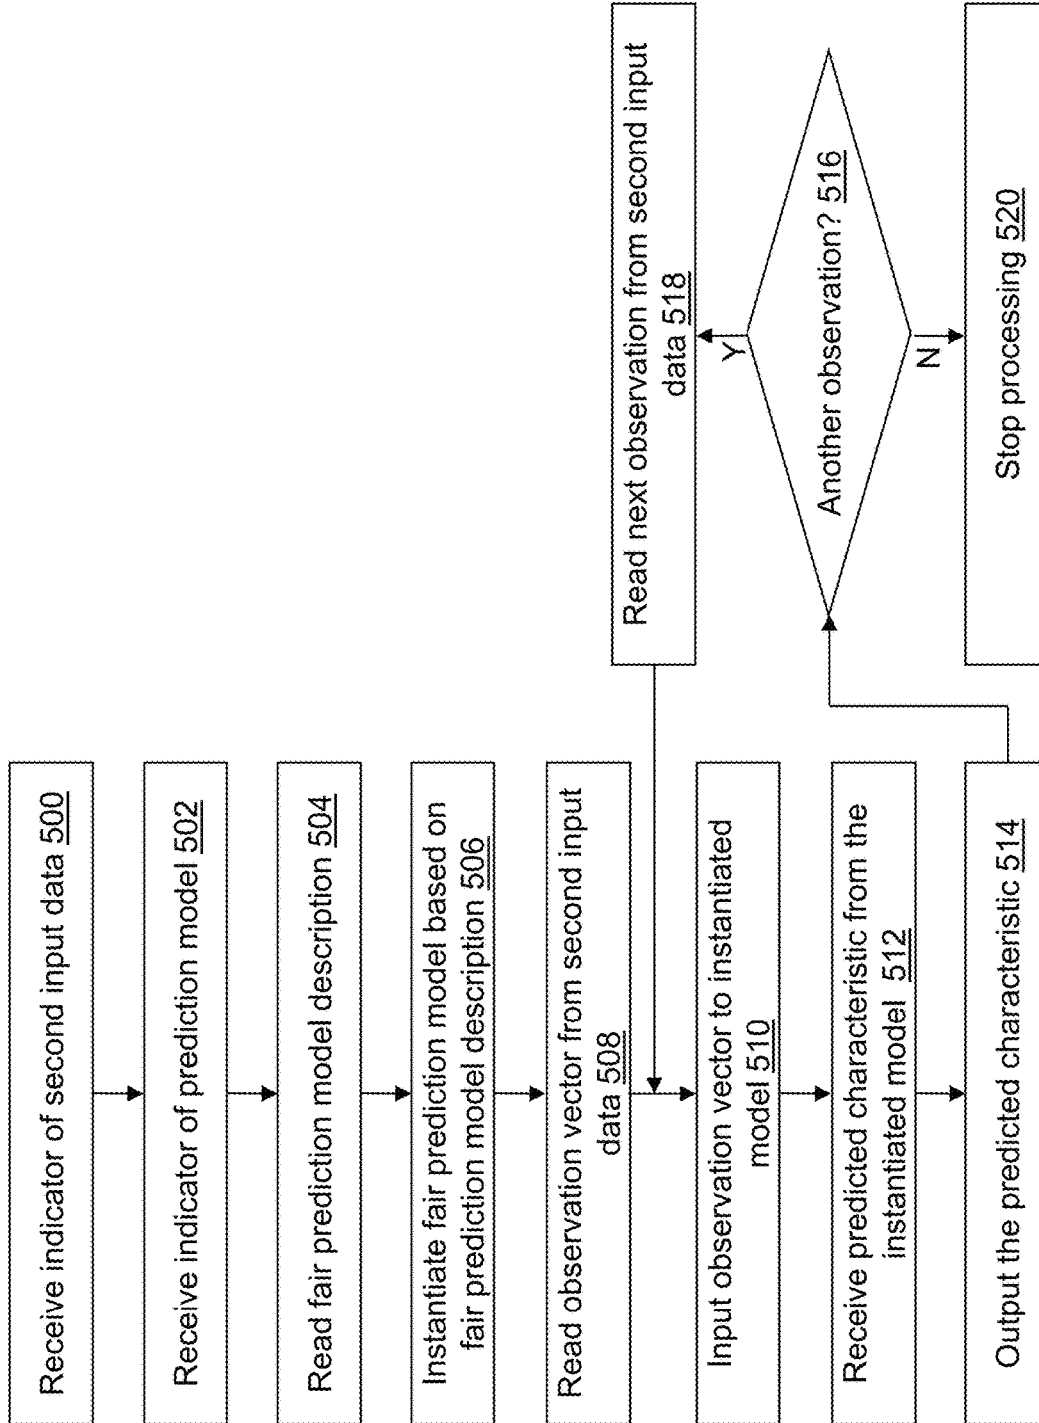 Receive indicator of second input data 500
Receive indicator of prediction model 502
Read fair prediction model description 504
Instantiate fair prediction model based on
fair prediction model description 506
Read observation vector from second input
data 508
Input observation vector to instantiated
model 510
Receive predicted characteristic from the
instantiated model 512
Output the predicted characteristic 514
Read next observation from second input
data 518
Y
Another observation? 516
N
Stop processing 520